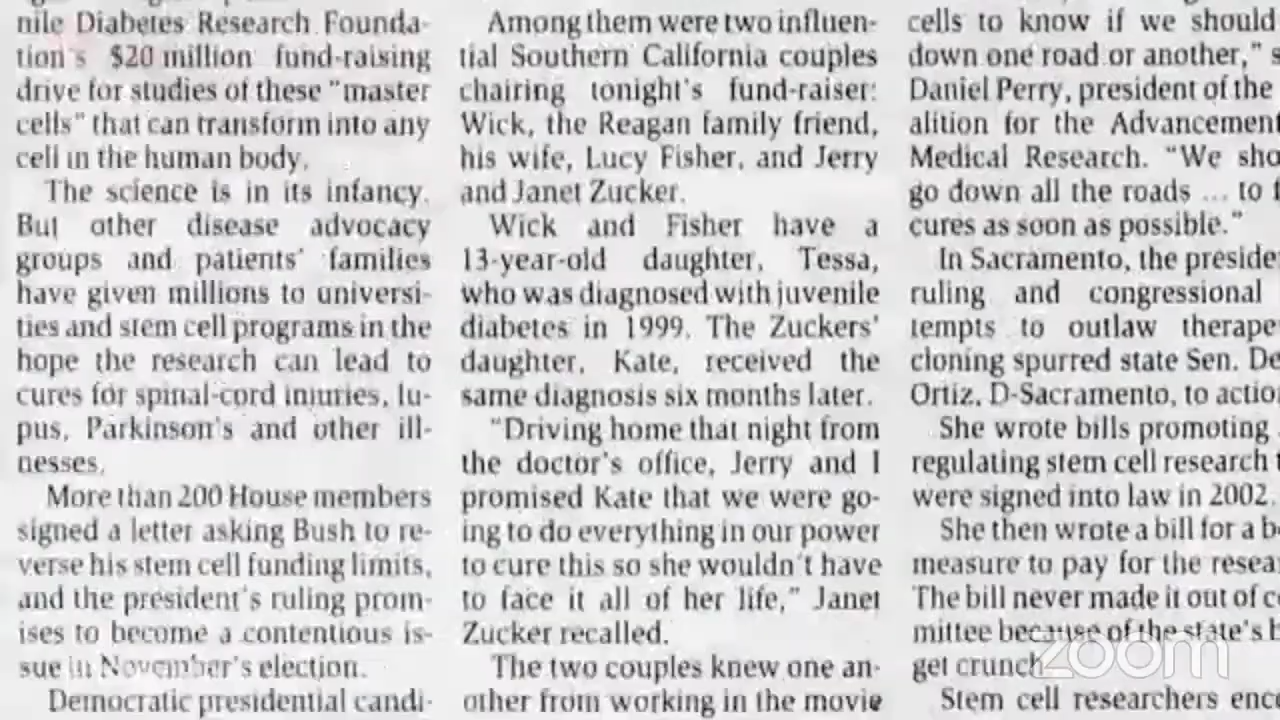 nile Diabetes Research Founda-
tion's $20 million fund-raising
drive for studies of these "master
cells" that can transform into any
cell in the human body.
The science is in its infancy.
But other disease advocacy
groups and patients' families
have given millions to universi-
ties and stem cell programs in the
hope the research can lead to
cures for spinal-cord injuries, lu-
pus, Parkinson's and other ill-
nesses.
More than 200 House members
signed a letter asking Bush to re-
verse his stem cell funding limits,
and the president's ruling prom-
ises to become a contentious is-
sue in November's election.
Democratic presidential candi-
Among them were two influen-
tial Southern California couples
chairing tonight's fund-raiser:
Wick, the Reagan family friend,
his wife, Lucy Fisher, and Jerry
and Janet Zucker.
Wick and Fisher have a
13-year-old daughter, Tessa,
who was diagnosed with juvenile
diabetes in 1999. The Zuckers'
daughter, Kate, received the
same diagnosis six months later.
"Driving home that night from
the doctor's office, Jerry and I
promised Kate that we were go-
ing to do everything in our power
to cure this so she wouldn't have
to face it all of her life," Janet
Zucker recalled.
The two couples knew one an-
other from working in the movie
cells to know if we should
down one road or another," s
Daniel Perry, president of the
alition for the Advancement
Medical Research. "We sho
go down all the roads ... to f
cures as soon as possible."
In Sacramento, the preside
ruling and congressional
tempts to outlaw therape
cloning spurred state Sen. De
Ortiz, D-Sacramento, to action
She wrote bills promoting
regulating stem cell research
were signed into law in 2002.
She then wrote a bill for a b
measure to pay for the resea
The bill never made it out of c
mittee because of the state's b
get crunch
Stem cell researchers enc
zoom